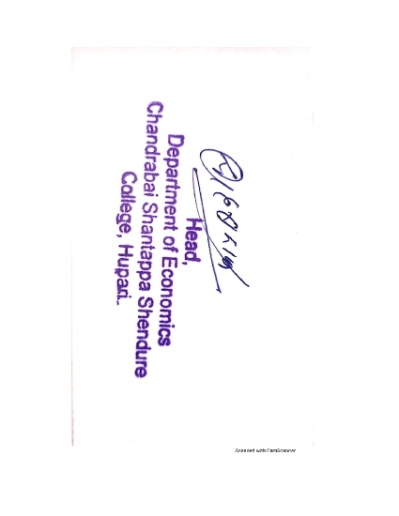 Head,
Department of Economics
Chandrabai Shantappa Shendure
College, Hupari.
Scanned with CamScanner